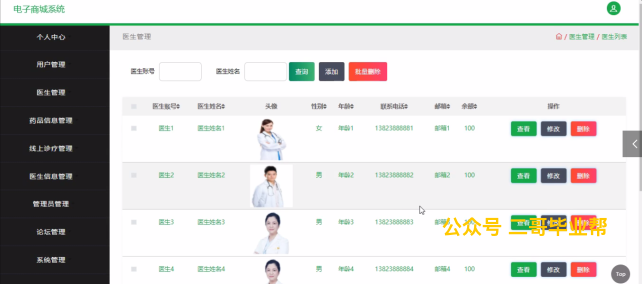 电子商城系统
个人中心
用户管理
医生管理
药品信息管理
线上诊疗管理
医生信息管理
管理员管理
论坛管理
系统管理
医生管理
/ 医生管理 / 医生列表
医生账号 医生姓名 查询 添加 批量删除
医生账号 医生姓名 头像 性别 年龄 联系电话 邮箱 余额 操作
医生1 医生姓名1 女 年龄1 13823888881 邮箱1 100 查看 修改 删除
医生2 医生姓名2 男 年龄2 13823888882 邮箱2 100 查看 修改 删除
医生3 医生姓名3 男 年龄3 13823888883 邮箱3 100 查看 修改 删除
公众号 二哥毕业帮
医生4 医生姓名4 男 年龄4 13823888884 邮箱4 100 查看 修改 删除
Top